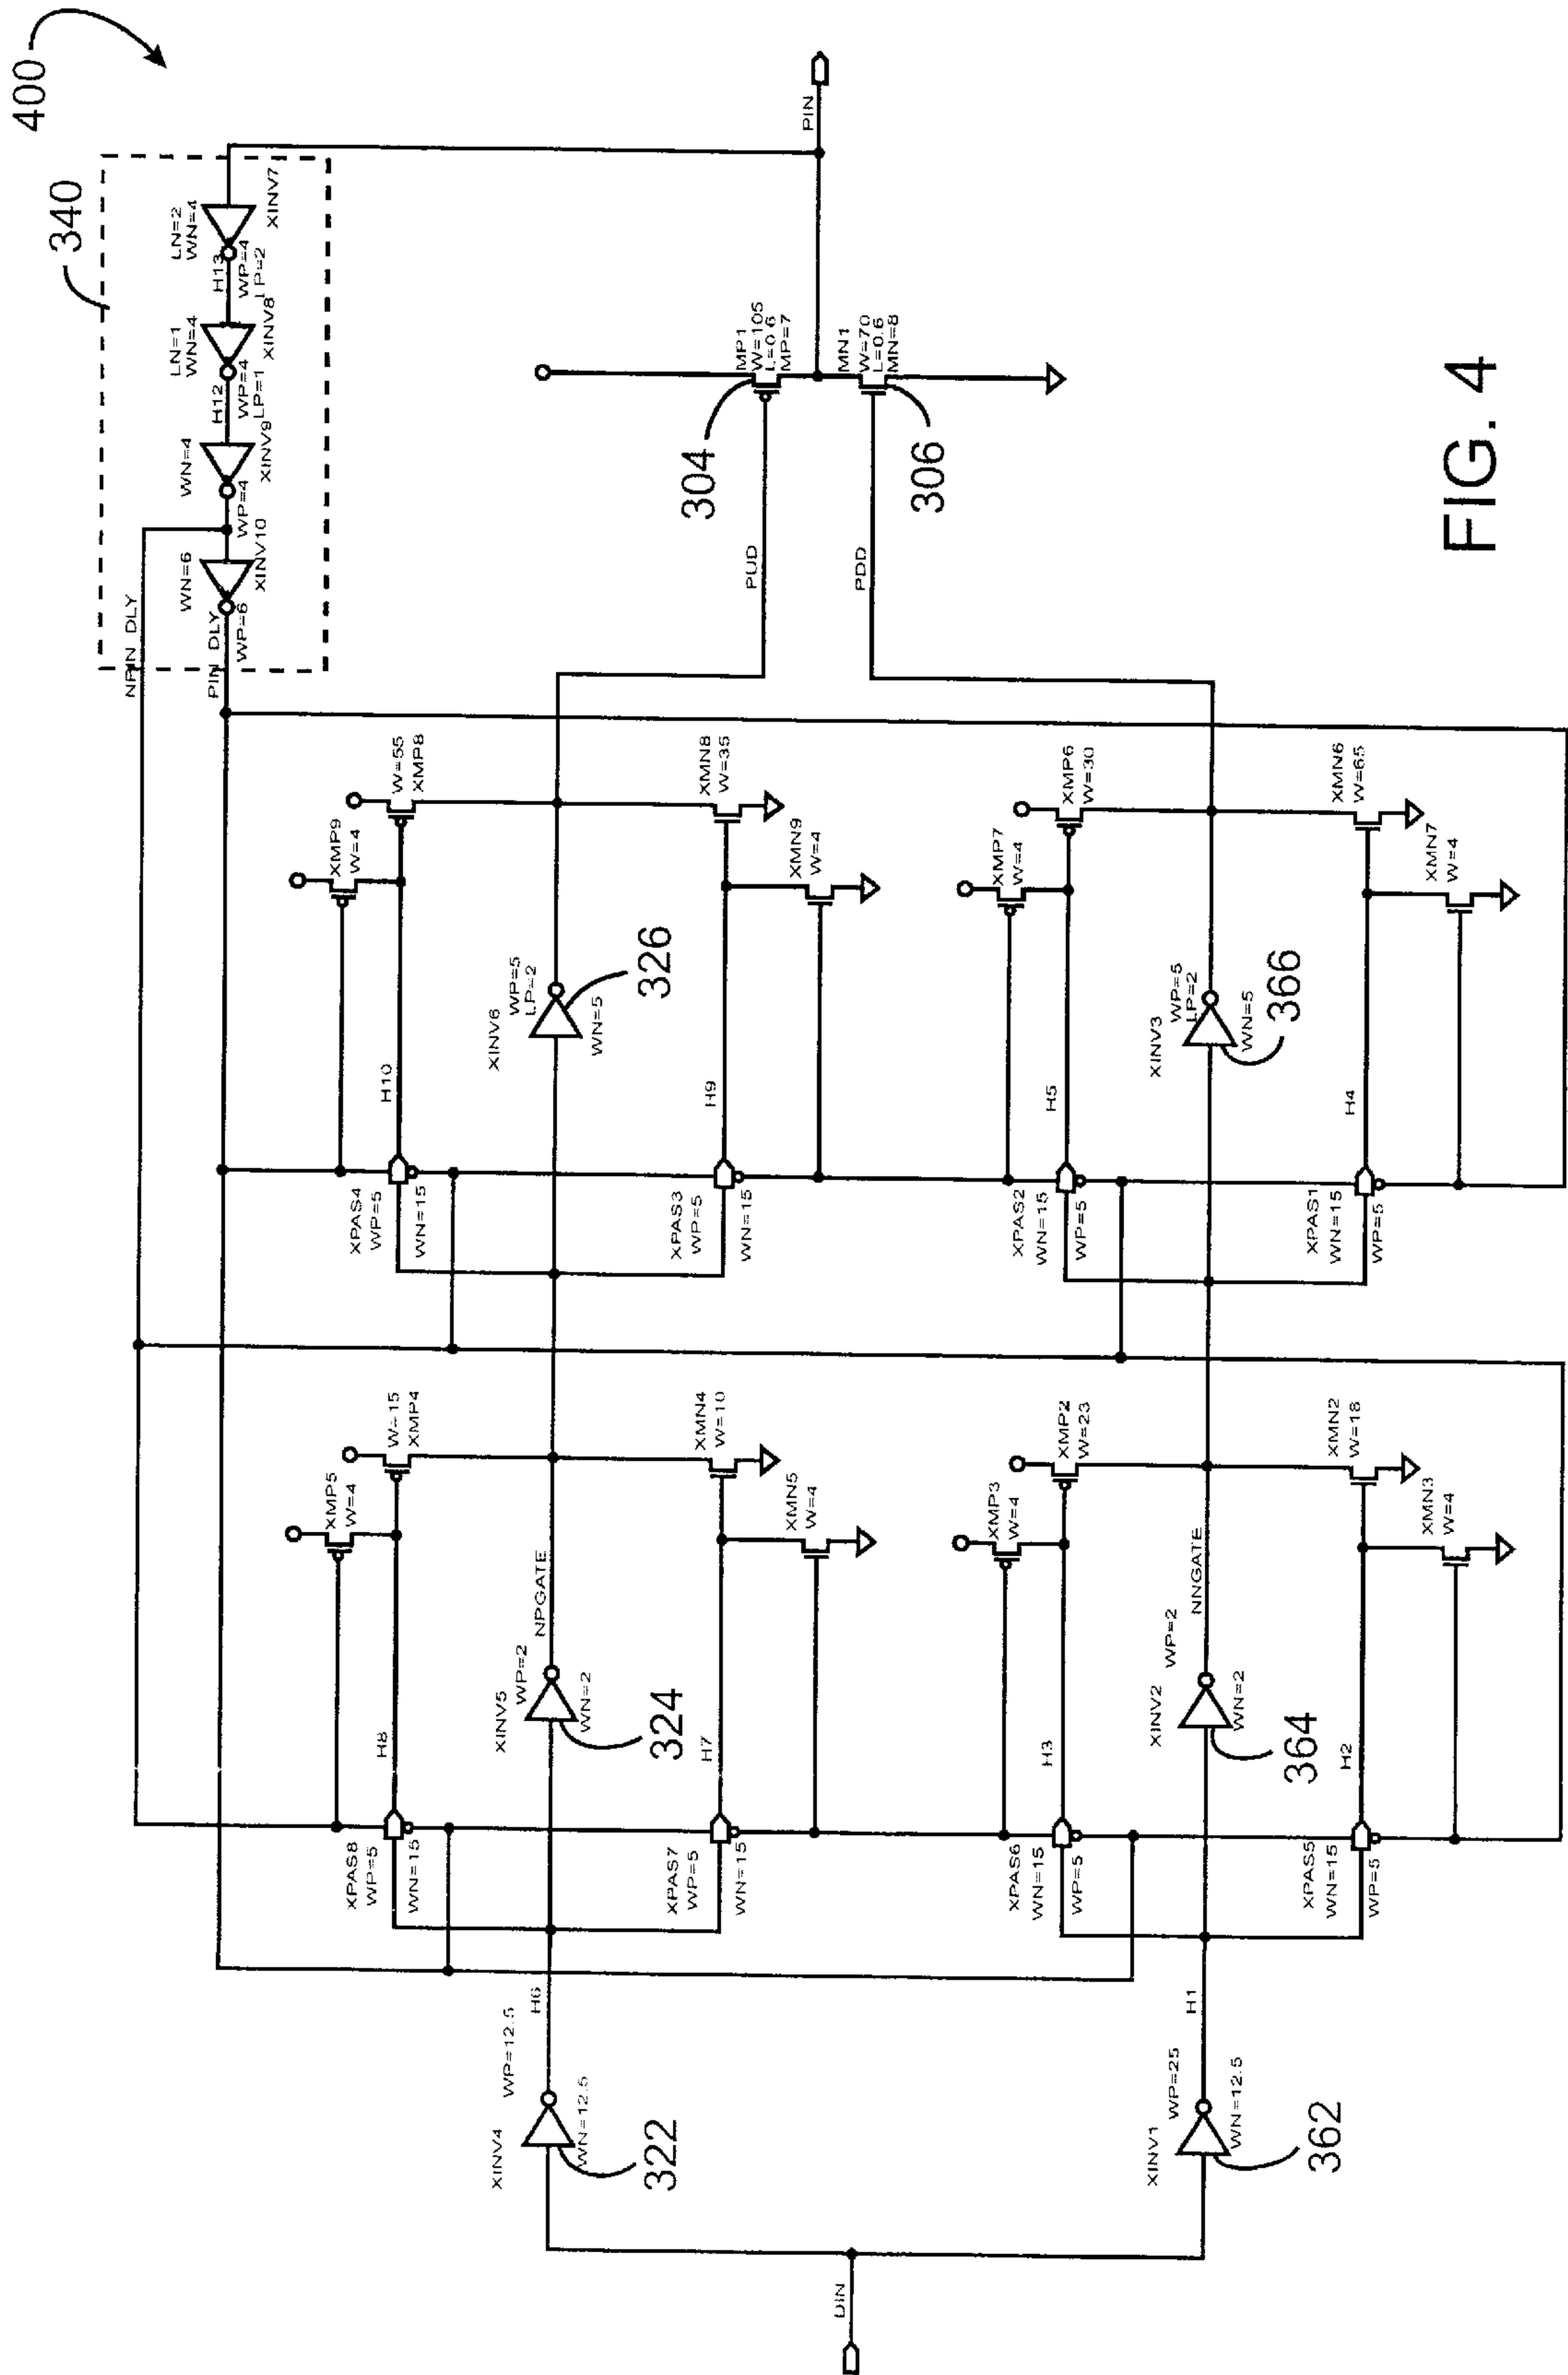 400
340
LN=2
WN=4
XINV7
H13
WP=4
LP=2
LN=1
WN=4
XINV8
H12
WP=4
LP=1
WN=4
XINV9
WP=4
WN=6
XINV10
WP=6
NPIN DLY
PIN DLY
PIN
MP1
W=105
L=0.6
MP=7
MN1
W=70
L=0.6
MN=8
304
306
PUD
PDD
W=55
XMP8
XMP9
W=4
XMN8
W=35
XMN9
W=4
XMP6
W=30
XMP7
W=4
XMN6
W=65
XMN7
W=4
326
XINV6
WP=5
LP=2
WN=5
366
XINV3
WP=5
LP=2
WN=5
H10
H9
H5
H4
XPAS4
WP=5
WN=15
XPAS3
WP=5
WN=15
XPAS2
WN=15
WP=5
XPAS1
WN=15
WP=5
W=15
XMP4
XMP5
W=4
XMN4
W=10
XMN5
W=4
XMP2
W=23
XMP3
W=4
XMN2
W=18
XMN3
W=4
NPGATE
NNGATE
XINV5
WP=2
WN=2
324
XINV2
WP=2
WN=2
364
H8
H7
H3
H2
XPAS8
WP=5
WN=15
XPAS7
WP=5
WN=15
XPAS6
WN=15
WP=5
XPAS5
WN=15
WP=5
H6
H1
XINV4
WP=12.5
WN=12.5
322
XINV1
WP=25
WN=12.5
362
DIN
FIG. 4